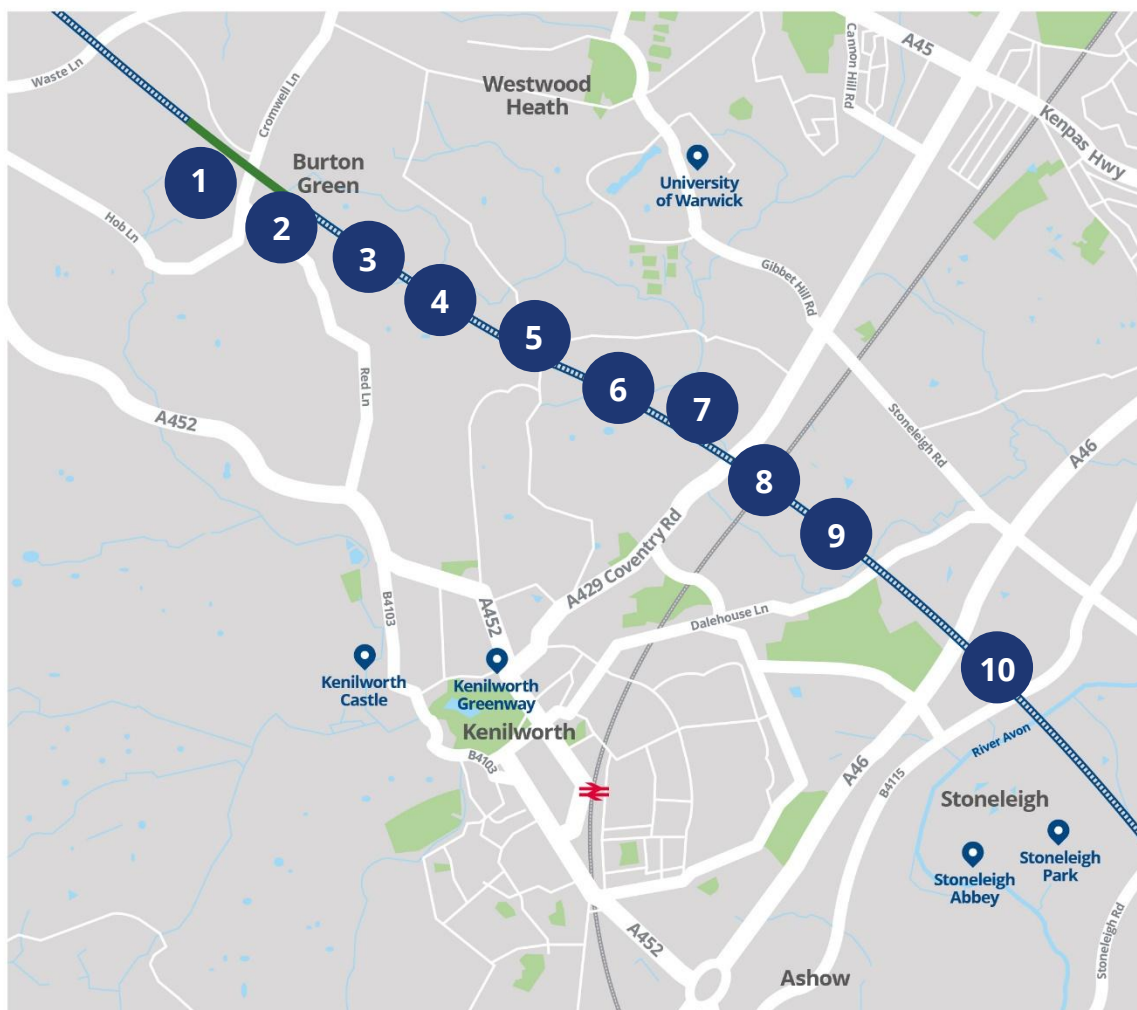 A45
Cannon Hill Rd
Waste Ln
Cromwell Ln
Westwood
Heath
Kenpas Hwy
Burton
Green
University
of Warwick
1
2
3
4
5
6
7
8
9
10
Hob Ln
Gibbet Hill Rd
Red Ln
A452
Stoneleigh Rd
A46
A429 Coventry Rd
B4103
A452
Dalehouse Ln
Kenilworth
Castle
Kenilworth
Greenway
Kenilworth
B4103
River Avon
A46
B4115
Stoneleigh
Stoneleigh
Park
Stoneleigh
Abbey
A452
Ashow
Stoneleigh Rd